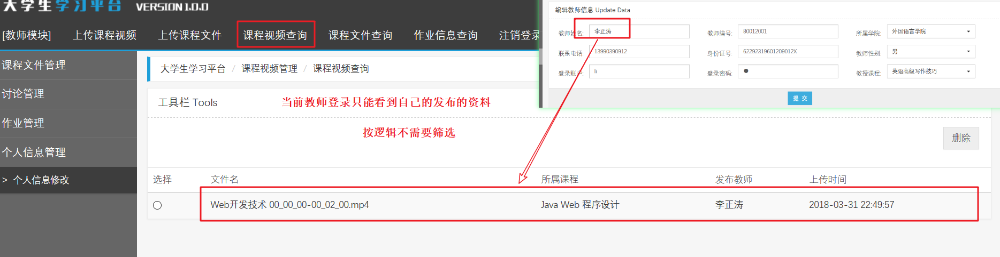 大学生学习平台 VERSION 1.0.0
[教师模块] 上传课程视频 上传课程文件 课程视频查询 课程文件查询 作业信息查询 注销登录
课程文件管理
讨论管理
作业管理
个人信息管理
> 个人信息修改
大学生学习平台 / 课程视频管理 / 课程视频查询
工具栏 Tools
当前教师登录只能看到自己的发布的资料
按逻辑不需要筛选
删除
选择 文件名 所属课程 发布教师 上传时间
Web开发技术 00_00_00-00_02_00.mp4 Java Web 程序设计 李正涛 2018-03-31 22:49:57
编辑教师信息 Update Data
教师姓名: 李正涛 教师编号: 80012001 所属学院: 外国语言学院
联系电话: 13990390912 身份证号: 62292319601209012X 教师性别: 男
登录账户: li 登录密码: ● 教授课程: 英语高级写作技巧
提 交